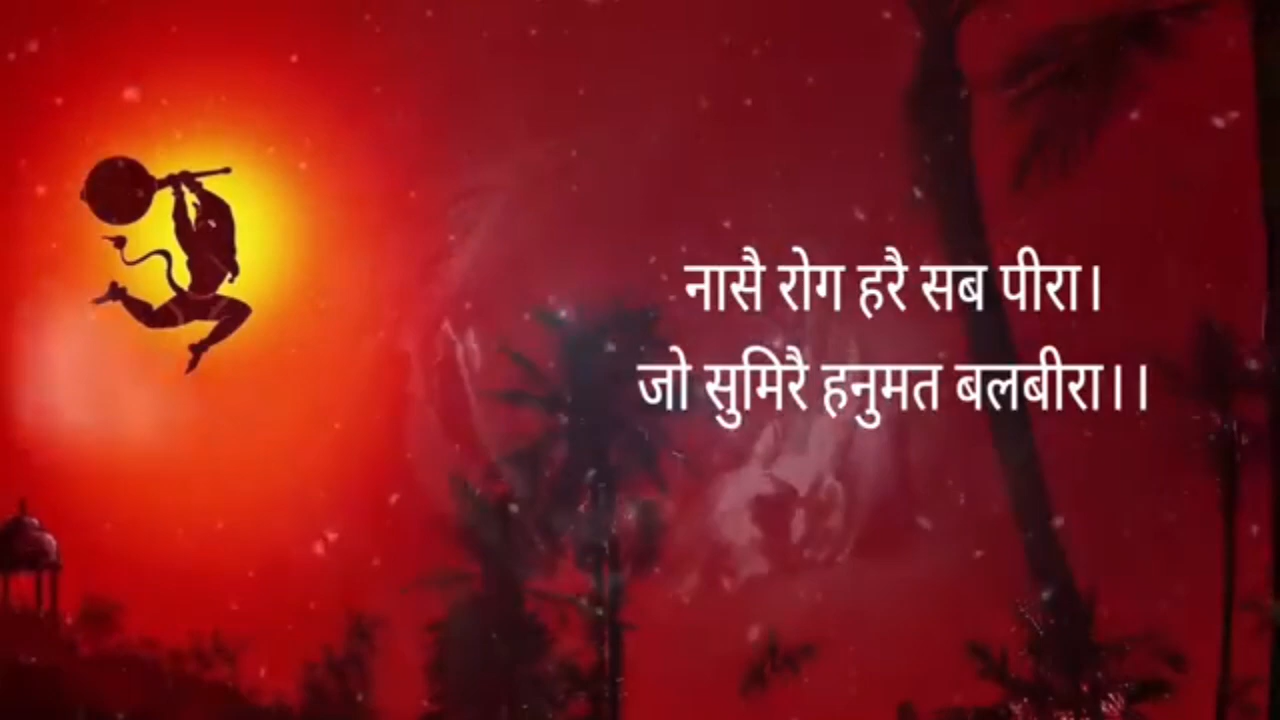 नासै रोग हरै सब पीरा।
जो सुमिरै हनुमत बलबीरा।।